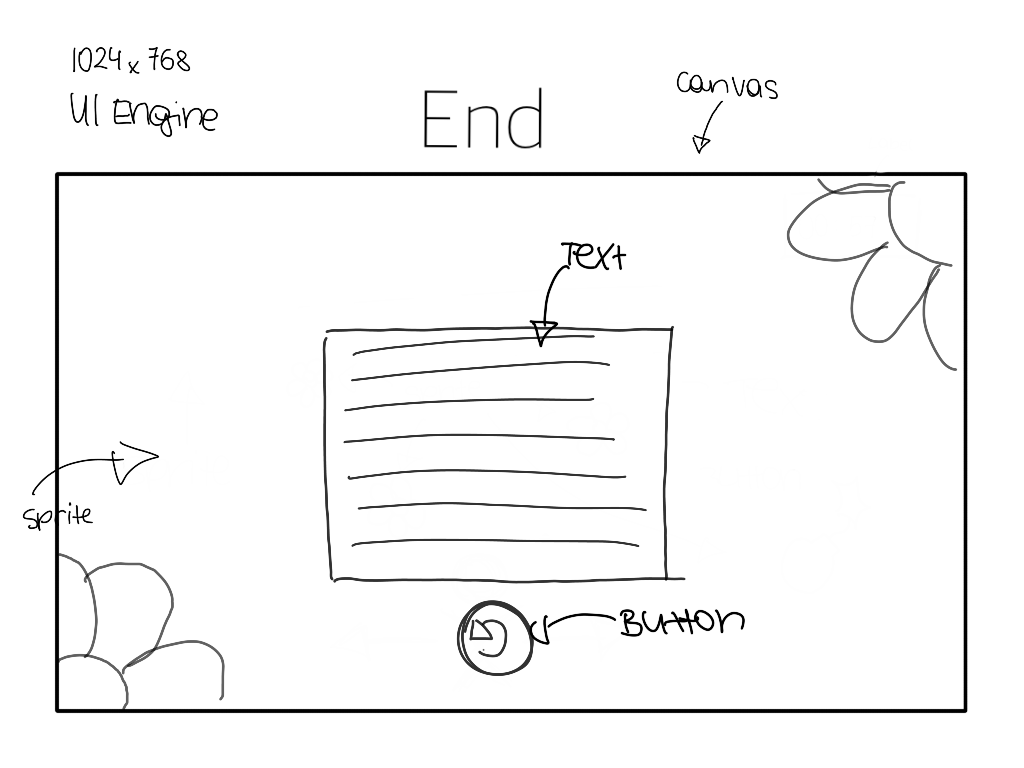 1024 x 768
UI Engine
End
canvas
Text
sprite
Button